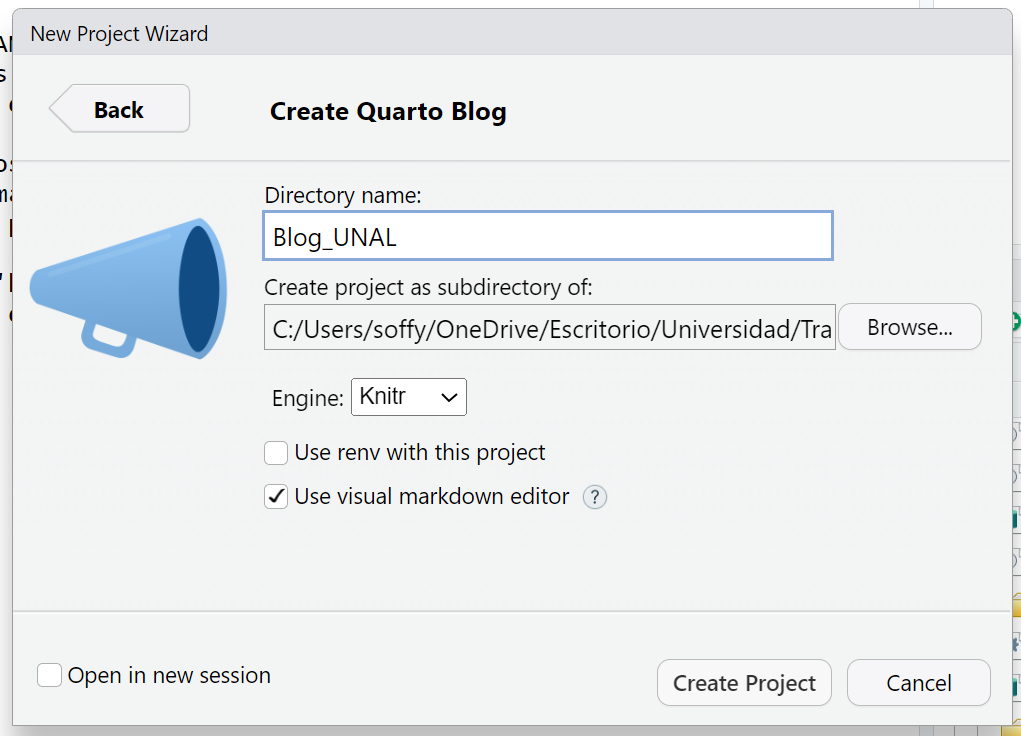 New Project Wizard
Back
Create Quarto Blog
Directory name:
Blog_UNAL
Create project as subdirectory of:
C:/Users/soffy/OneDrive/Escritorio/Universidad/Tra
Browse...
Engine: Knitr
Use renv with this project
Use visual markdown editor ?
Open in new session
Create Project Cancel